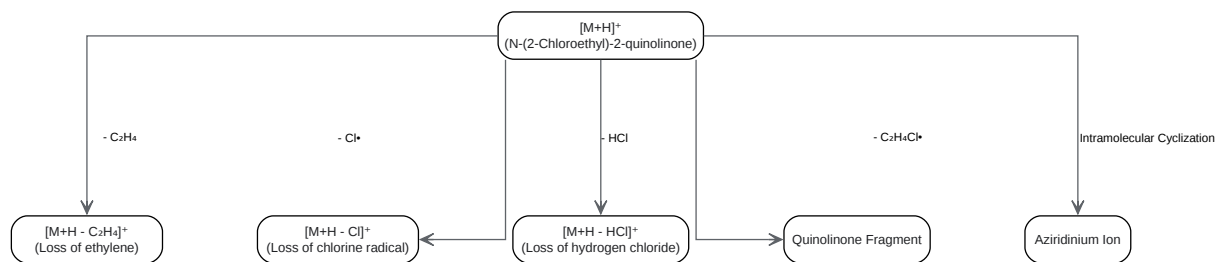 [M+H]⁺
(N-(2-Chloroethyl)-2-quinolinone)
- C₂H₄
- Cl•
- HCl
- C₂H₄Cl•
Intramolecular Cyclization
[M+H - C₂H₄]⁺
(Loss of ethylene)
[M+H - Cl]⁺
(Loss of chlorine radical)
[M+H - HCl]⁺
(Loss of hydrogen chloride)
Quinolinone Fragment
Aziridinium Ion